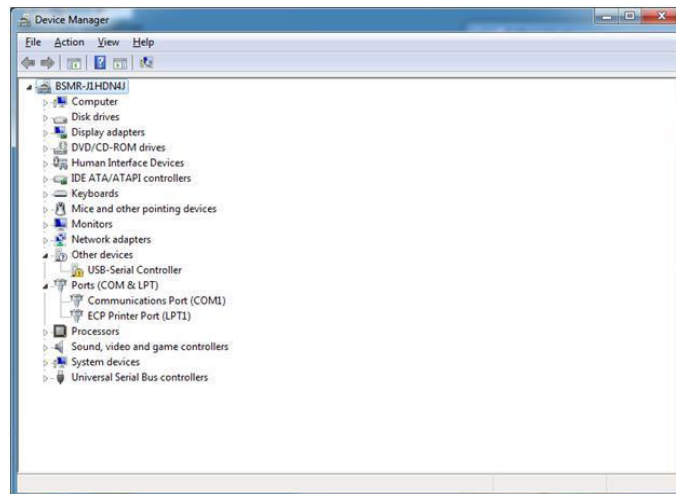 Device Manager
File Action View Help
BSMR-J1HDN4J
Computer
Disk drives
Display adapters
DVD/CD-ROM drives
Human Interface Devices
IDE ATA/ATAPI controllers
Keyboards
Mice and other pointing devices
Monitors
Network adapters
Other devices
USB-Serial Controller
Ports (COM & LPT)
Communications Port (COM1)
ECP Printer Port (LPT1)
Processors
Sound, video and game controllers
System devices
Universal Serial Bus controllers